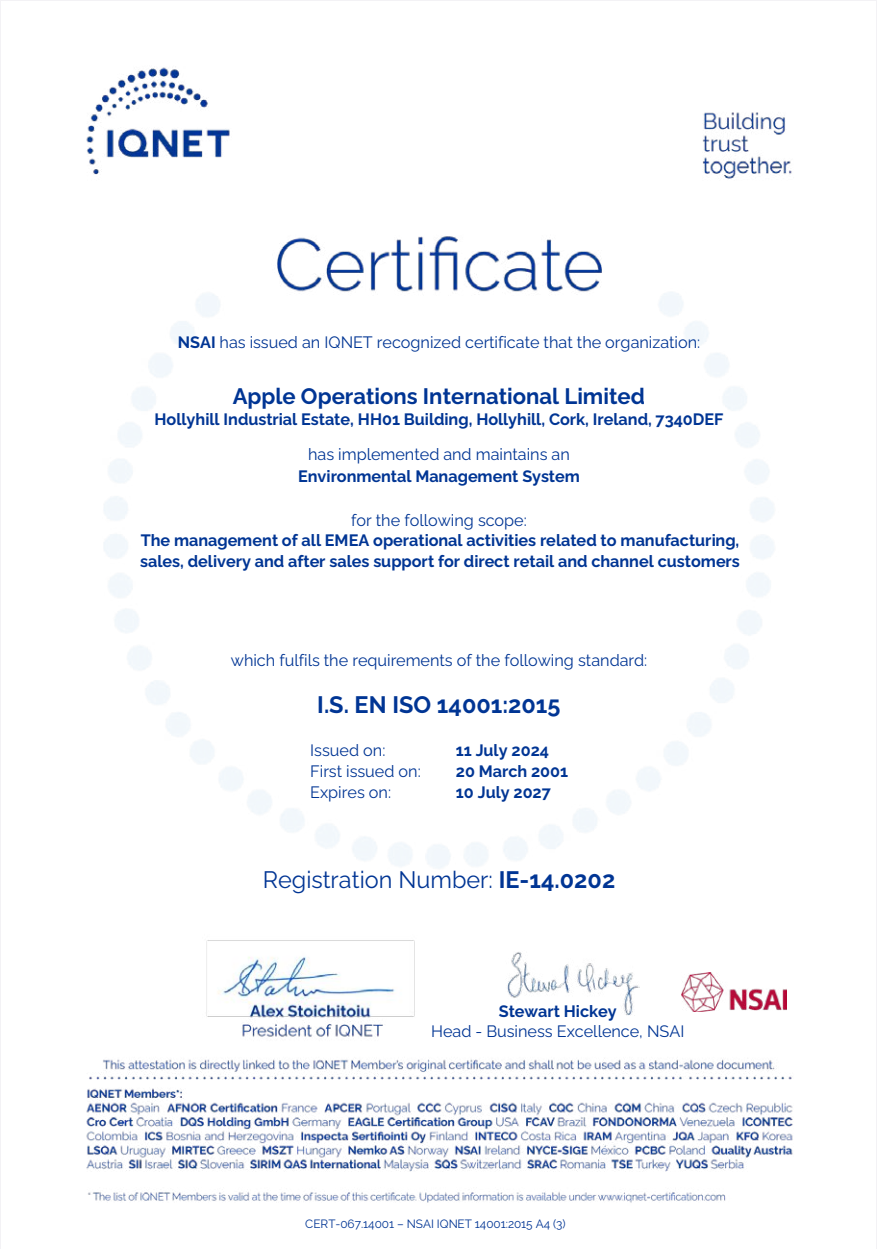 IQNET
Building
trust
together.
Certificate
NSAI has issued an IQNET recognized certificate that the organization:
Apple Operations International Limited
Hollyhill Industrial Estate, HH01 Building, Hollyhill, Cork, Ireland, 7340DEF
has implemented and maintains an
Environmental Management System
for the following scope:
The management of all EMEA operational activities related to manufacturing,
sales, delivery and after sales support for direct retail and channel customers
which fulfils the requirements of the following standard:
I.S. EN ISO 14001:2015
Issued on: 11 July 2024
First issued on: 20 March 2001
Expires on: 10 July 2027
Registration Number: IE-14.0202
Stewart Hickey
NSAI
Alex Stoichitoiu
Stewart Hickey
President of IQNET
Head - Business Excellence, NSAI
This attestation is directly linked to the IQNET Member's original certificate and shall not be used as a stand-alone document.
IQNET Members*:
AENOR Spain AFNOR Certification France APCER Portugal CCC Cyprus CISQ Italy CQC China CQM China CQS Czech Republic
Cro Cert Croatia DQS Holding GmbH Germany EAGLE Certification Group USA FCAV Brazil FONDONORMA Venezuela ICONTEC
Colombia ICS Bosnia and Herzegovina Inspecta Sertifiointi Oy Finland INTECO Costa Rica IRAM Argentina JQA Japan KFQ Korea
LSQA Uruguay MIRTEC Greece MSZT Hungary Nemko AS Norway NSAI Ireland NYCE-SIGE México PCBC Poland Quality Austria
Austria SII Israel SIQ Slovenia SIRIM QAS International Malaysia SQS Switzerland SRAC Romania TSE Turkey YUQS Serbia
* The list of IQNET Members is valid at the time of issue of this certificate. Updated information is available under www.iqnet-certification.com
CERT-067.14001 – NSAI IQNET 14001:2015 A4 (3)